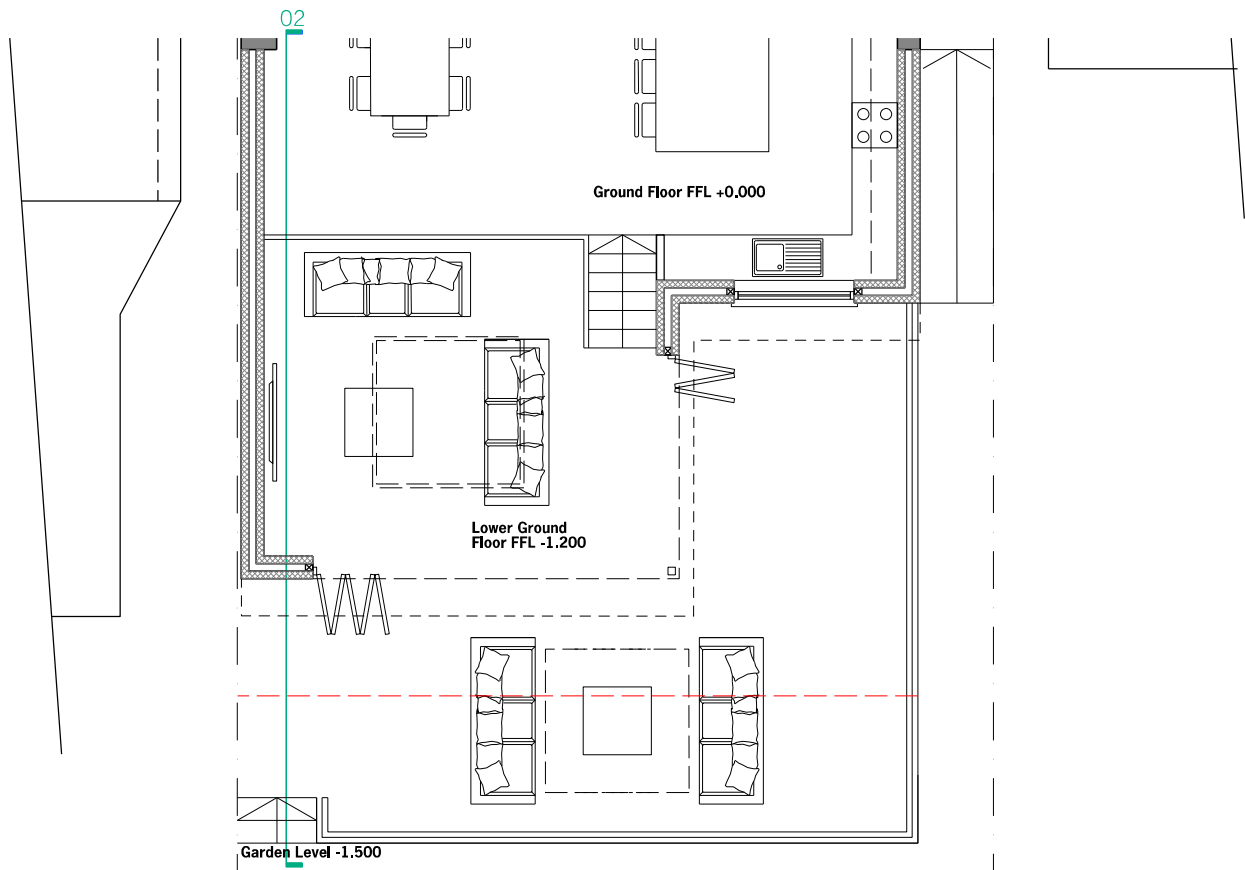 02
Ground Floor FFL +0.000
Lower Ground
Floor FFL -1.200
Garden Level -1.500